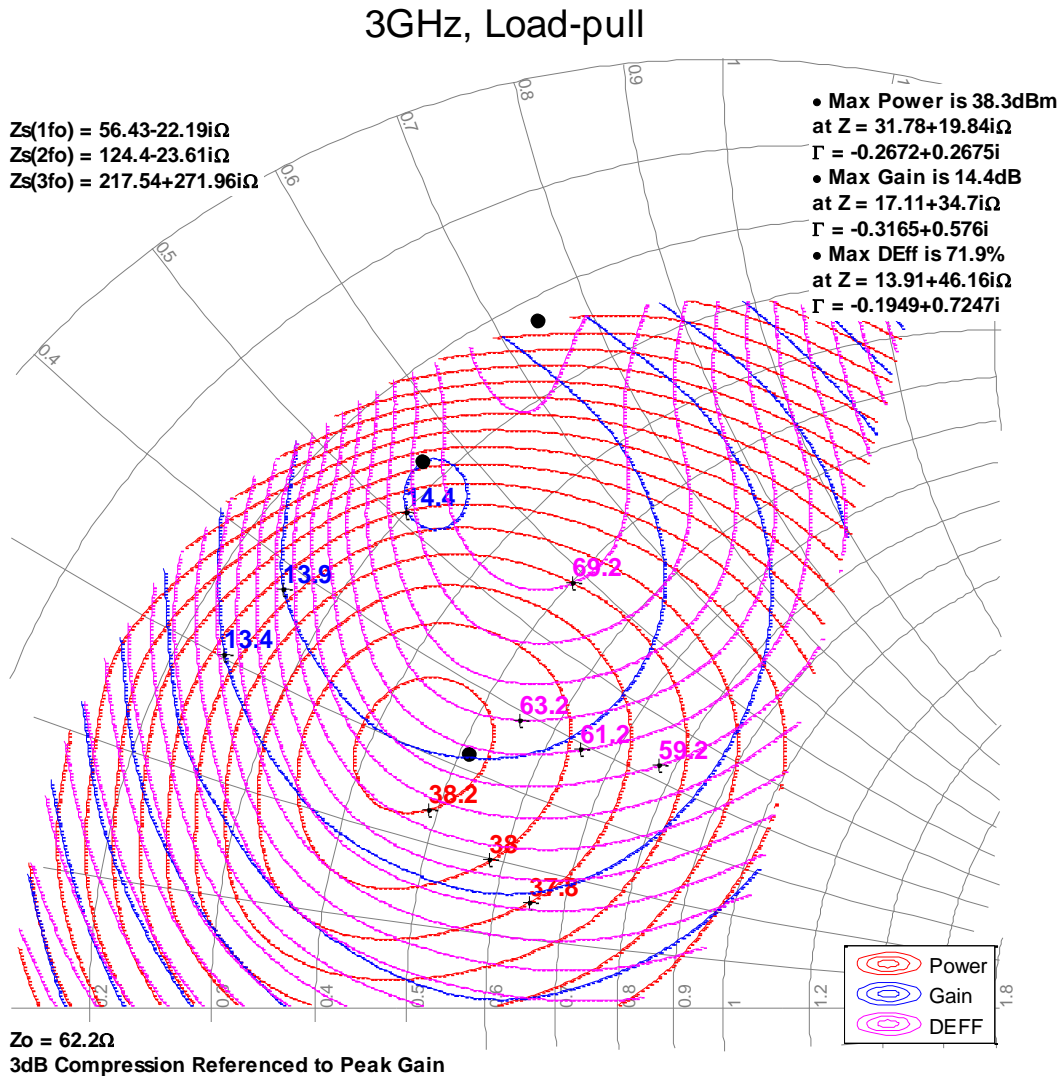 3GHz, Load-pull
Zs(1fo) = 56.43-22.19iΩ
Zs(2fo) = 124.4-23.61iΩ
Zs(3fo) = 217.54+271.96iΩ
• Max Power is 38.3dBm
at Z = 31.78+19.84iΩ
Γ = -0.2672+0.2675i
• Max Gain is 14.4dB
at Z = 17.11+34.7iΩ
Γ = -0.3165+0.576i
• Max DEff is 71.9%
at Z = 13.91+46.16iΩ
Γ = -0.1949+0.7247i
0.4
0.5
0.6
0.7
0.8
0.9
1
14.4
13.9
13.4
69.2
63.2
61.2
59.2
38.2
38
37.8
0.2
0.3
0.4
0.5
0.6
0.7
0.8
0.9
1
1.2
1.8
Power
Gain
DEFF
Zo = 62.2Ω
3dB Compression Referenced to Peak Gain